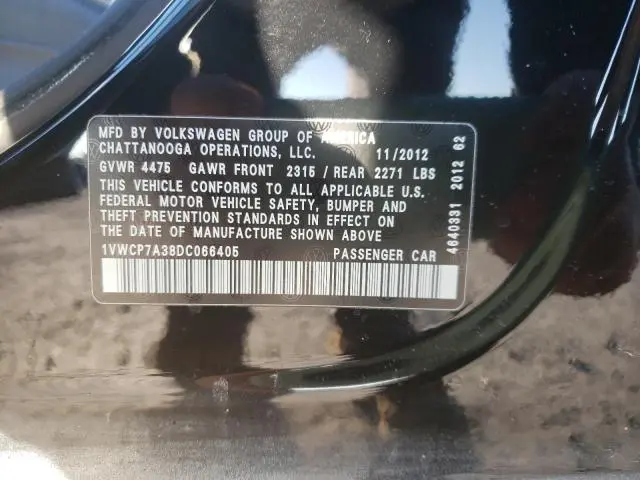 MFD BY VOLKSWAGEN GROUP OF AMERICA
CHATTANOOGA OPERATIONS, LLC. 11/2012
GVWR 4475 GAWR FRONT 2315 / REAR 2271 LBS
THIS VEHICLE CONFORMS TO ALL APPLICABLE U.S.
FEDERAL MOTOR VEHICLE SAFETY, BUMPER AND
THEFT PREVENTION STANDARDS IN EFFECT ON
THE DATE OF MANUFACTURE SHOWN ABOVE
1VWCP7A38DC066405 PASSENGER CAR
4640331 2012 62